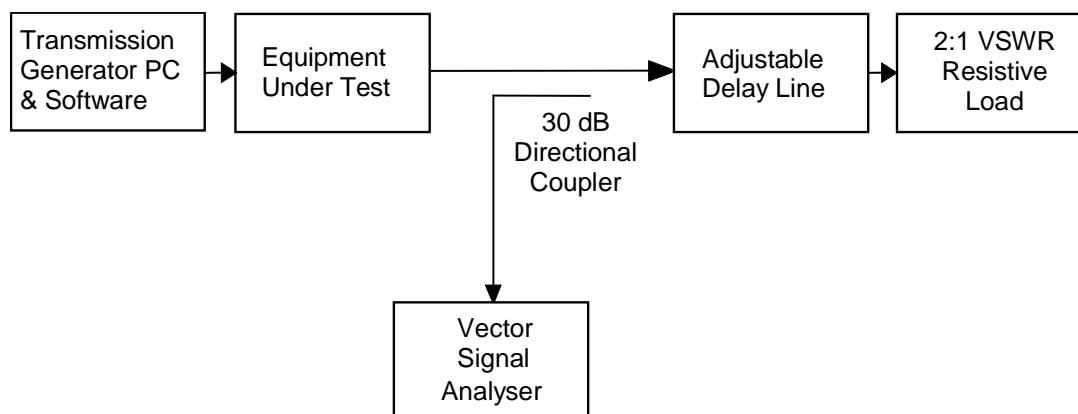 Transmission
Generator PC
& Software
Equipment
Under Test
30 dB
Directional
Coupler
Adjustable
Delay Line
2:1 VSWR
Resistive
Load
Vector
Signal
Analyser